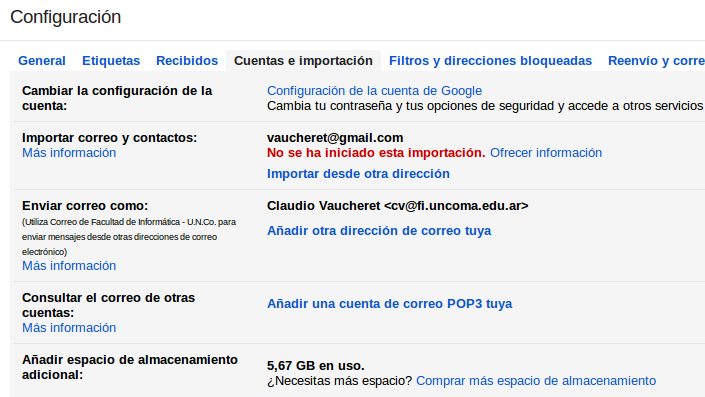 Configuración
General Etiquetas Recibidos Cuentas e importación Filtros y direcciones bloqueadas Reenvío y corre
Cambiar la configuración de la
cuenta:
Configuración de la cuenta de Google
Cambia tu contraseña y tus opciones de seguridad y accede a otros servicios
Importar correo y contactos:
Más información
vaucheret@gmail.com
No se ha iniciado esta importación. Ofrecer información
Importar desde otra dirección
Enviar correo como:
(Utiliza Correo de Facultad de Informática - U.N.Co. para
enviar mensajes desde otras direcciones de correo
electrónico)
Más información
Claudio Vaucheret <cv@fi.uncoma.edu.ar>
Añadir otra dirección de correo tuya
Consultar el correo de otras
cuentas:
Más información
Añadir una cuenta de correo POP3 tuya
Añadir espacio de almacenamiento
adicional:
5,67 GB en uso.
¿Necesitas más espacio? Comprar más espacio de almacenamiento